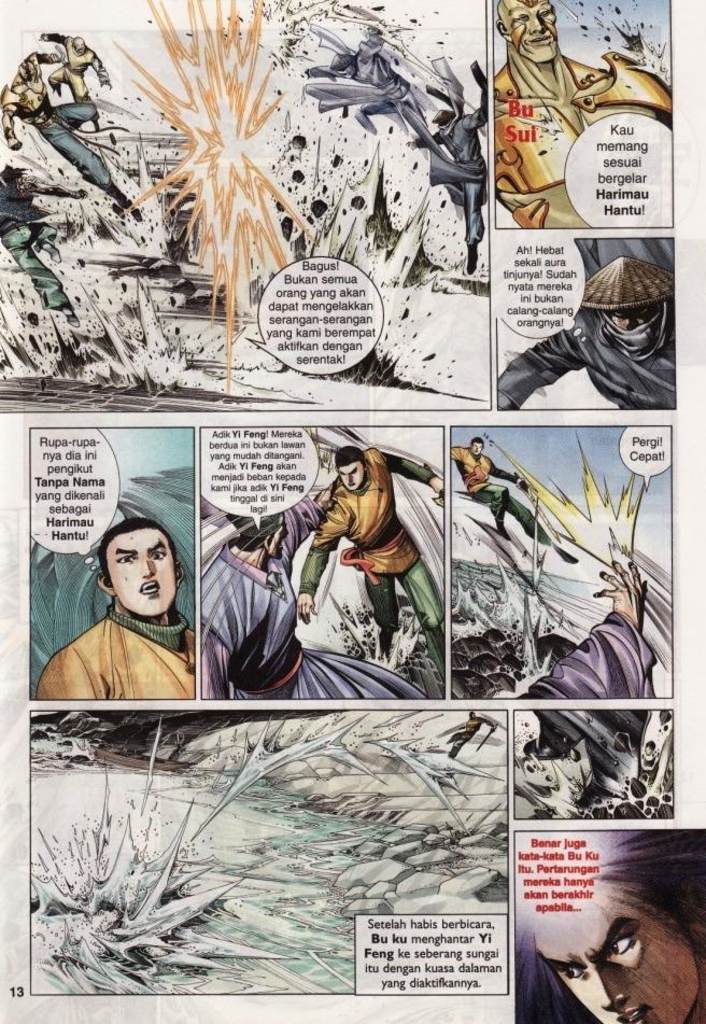 Bagus!
Bukan semua
orang yang akan
dapat mengelakkan
serangan-serangan
yang kami berempat
aktifkan dengan
serentak!
Bu
Sui
Kau
memang
sesuai
bergelar
Harimau
Hantu!
Ah! Hebat
sekali aura
tinjunya! Sudah
nyata mereka
ini bukan
calang-calang
orangnya!
Rupa-rupa-
nya dia ini
pengikut
Tanpa Nama
yang dikenali
sebagai
Harimau
Hantu!
Adik Yi Feng! Mereka
berdua ini bukan lawan
yang mudah ditangani.
Adik Yi Feng akan
menjadi beban kepada
kami jika adik Yi Feng
tinggal di sini
lagi!
Pergi!
Cepat!
Setelah habis berbicara,
Bu ku menghantar Yi
Feng ke seberang sungai
itu dengan kuasa dalaman
yang diaktifkannya.
Benar juga
kata-kata Bu Ku
itu. Pertarungan
mereka hanya
akan berakhir
apabila...
13